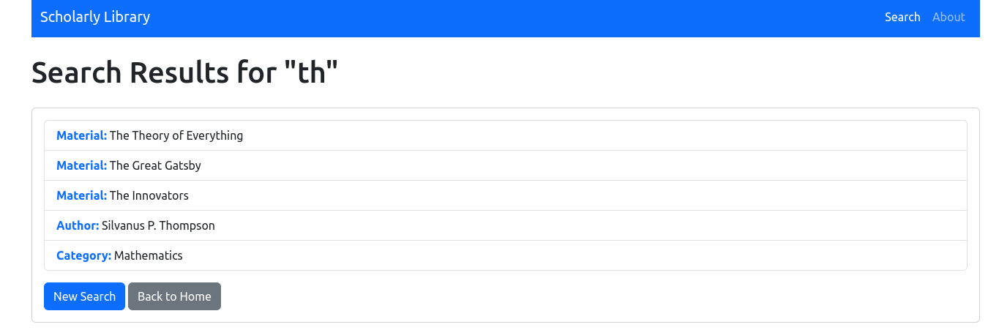 Scholarly Library Search About
Search Results for "th"
Material: The Theory of Everything
Material: The Great Gatsby
Material: The Innovators
Author: Silvanus P. Thompson
Category: Mathematics
New Search Back to Home